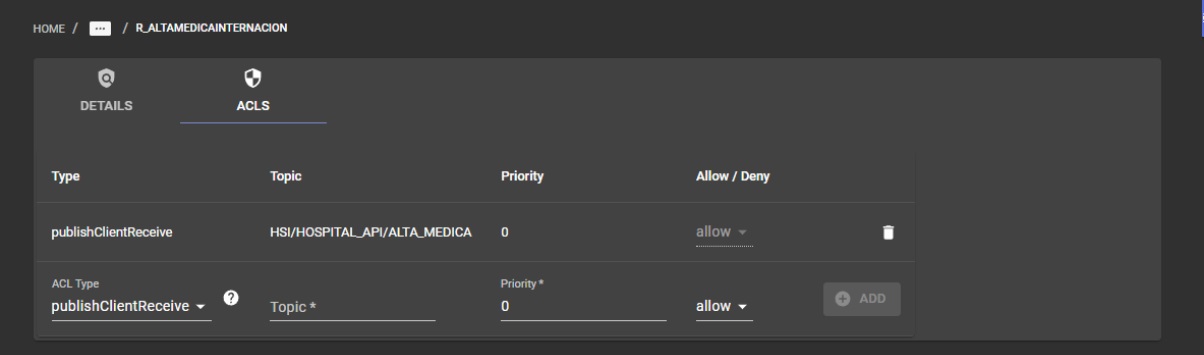 HOME / ... / R_ALTAMEDICAINTERNACION
DETAILS ACLS
Type Topic Priority Allow / Deny
publishClientReceive HSI/HOSPITAL_API/ALTA_MEDICA 0 allow
ACL Type Priority *
publishClientReceive ? Topic * 0 allow ADD